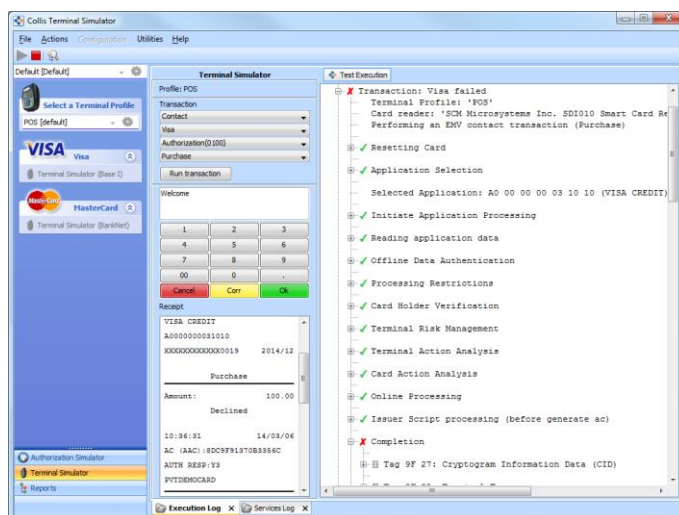 Collis Terminal Simulator
File Actions Configuration Utilities Help
Default [Default]
Select a Terminal Profile
POS [default]
VISA Visa
Terminal Simulator (Base I)
MasterCard MasterCard
Terminal Simulator (BankNet)
Authorization Simulator
Terminal Simulator
Reports
Terminal Simulator
Profile: POS
Transaction
Contact
Visa
Authorization(0100)
Purchase
Run transaction
Welcome
1 2 3
4 5 6
7 8 9
00 0 .
Cancel Corr Ok
Receipt
VISA CREDIT
A0000000031010
XXXXXXXXXXXX0019 2014/12
Purchase
Amount: 100.00
Declined
10:36:31 14/03/06
AC (AAC):8DC9F91370B3356C
AUTH RESP:Y3
PVTDEMOCARD
Test Execution
Transaction: Visa failed
Terminal Profile: 'POS'
Card reader: 'SCM Microsystems Inc. SDI010 Smart Card Re
Performing an EMV contact transaction (Purchase)
Resetting Card
Application Selection
Selected Application: A0 00 00 00 03 10 10 (VISA CREDIT)
Initiate Application Processing
Reading application data
Offline Data Authentication
Processing Restrictions
Card Holder Verification
Terminal Risk Management
Terminal Action Analysis
Card Action Analysis
Online Processing
Issuer Script processing (before generate ac)
Completion
Tag 9F 27: Cryptogram Information Data (CID)
Execution Log X Services Log X